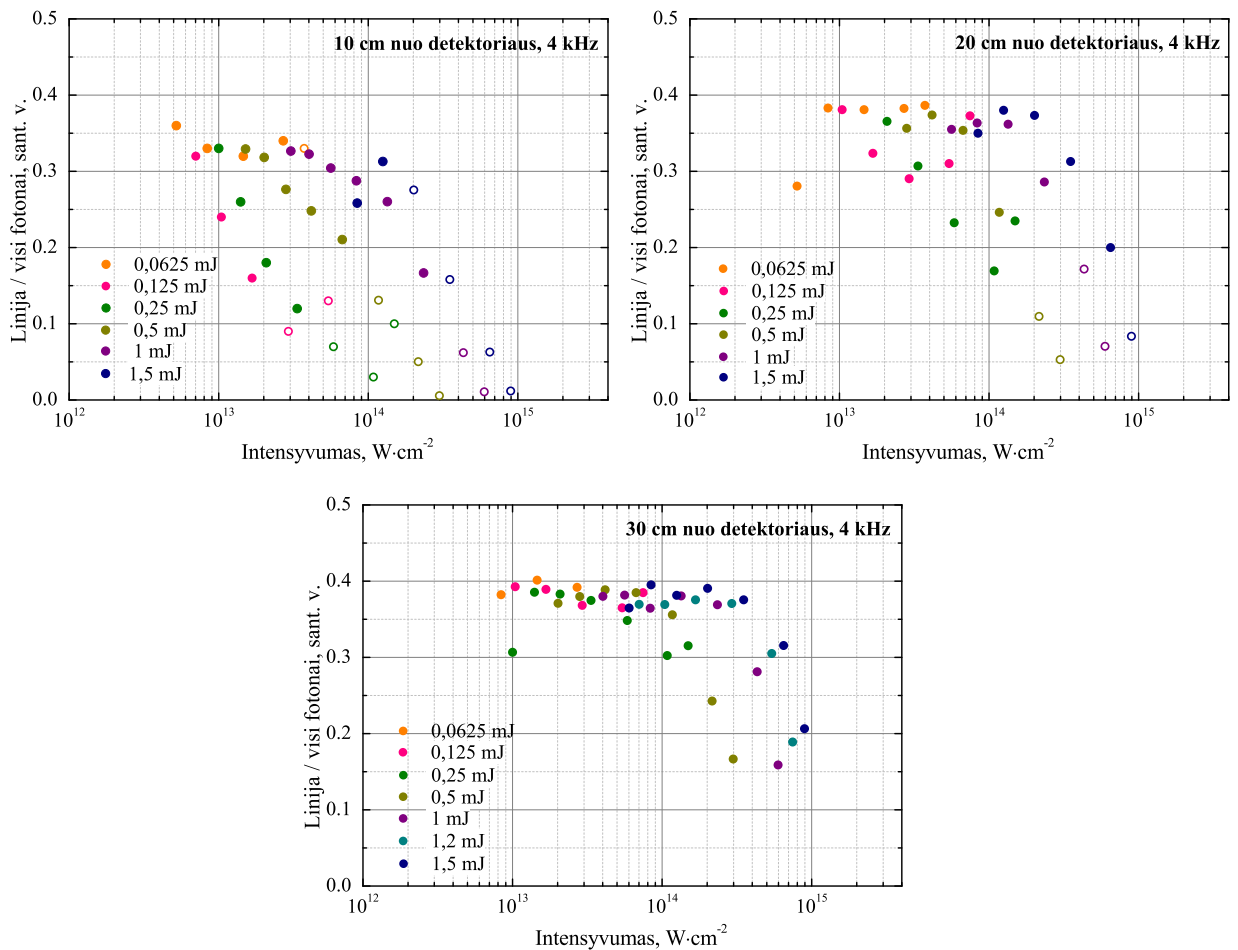 10 cm nuo detektoriaus, 4 kHz
0.5
0.4
0.3
0.2
0.1
0.0
Linija / visi fotonai, sant. v.
0,0625 mJ
0,125 mJ
0,25 mJ
0,5 mJ
1 mJ
1,5 mJ
10^12 10^13 10^14 10^15
Intensyvumas, W·cm^-2
20 cm nuo detektoriaus, 4 kHz
0.5
0.4
0.3
0.2
0.1
0.0
Linija / visi fotonai, sant. v.
0,0625 mJ
0,125 mJ
0,25 mJ
0,5 mJ
1 mJ
1,5 mJ
10^12 10^13 10^14 10^15
Intensyvumas, W·cm^-2
30 cm nuo detektoriaus, 4 kHz
0.5
0.4
0.3
0.2
0.1
0.0
Linija / visi fotonai, sant. v.
0,0625 mJ
0,125 mJ
0,25 mJ
0,5 mJ
1 mJ
1,2 mJ
1,5 mJ
10^12 10^13 10^14 10^15
Intensyvumas, W·cm^-2